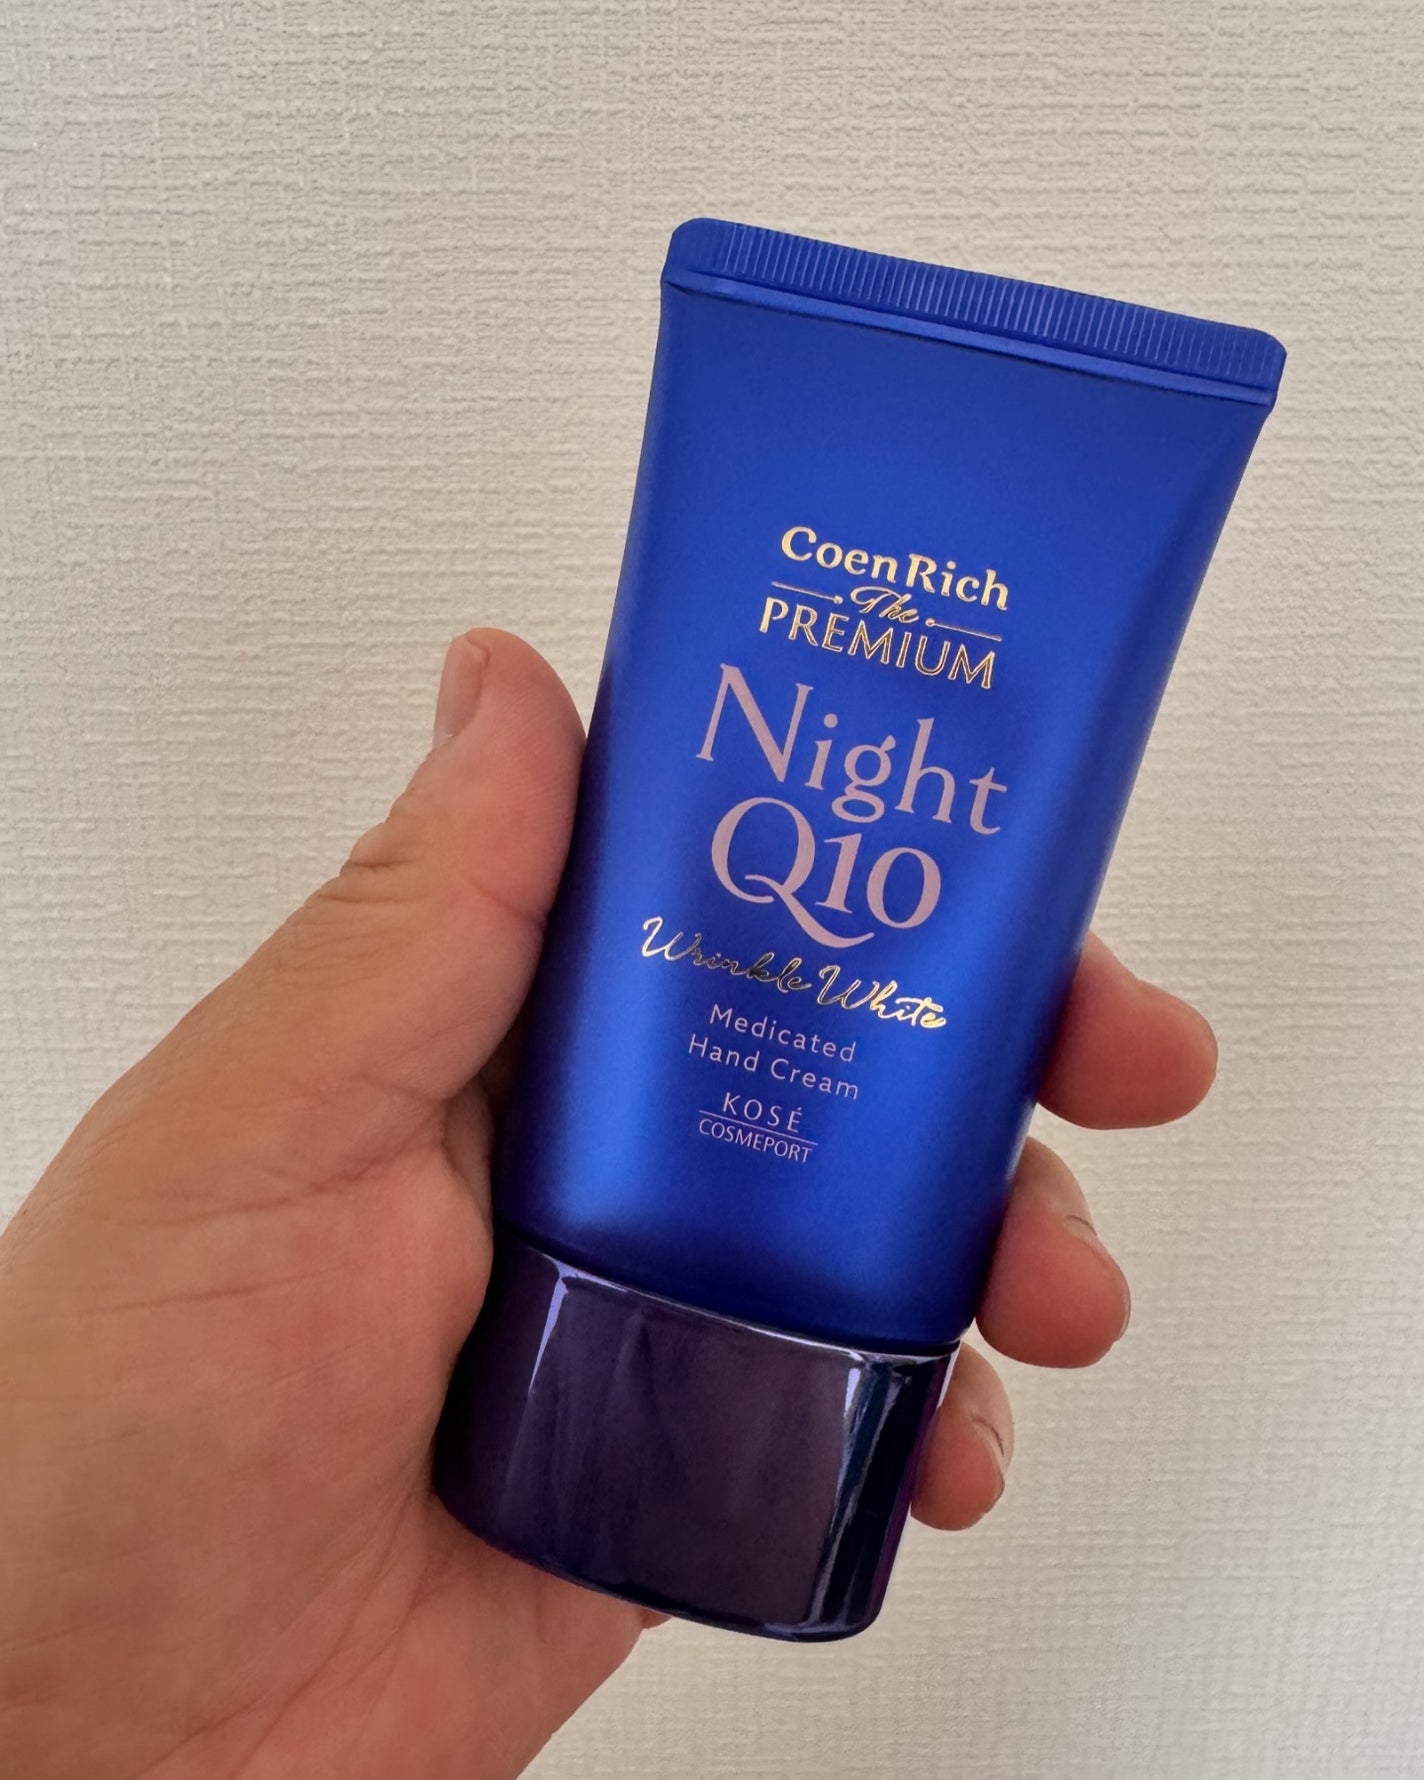 CoenRich
The
PREMIUM
Night
Q10
Wrinkle White
Medicated
Hand Cream
KOSÉ
COSMEPORT